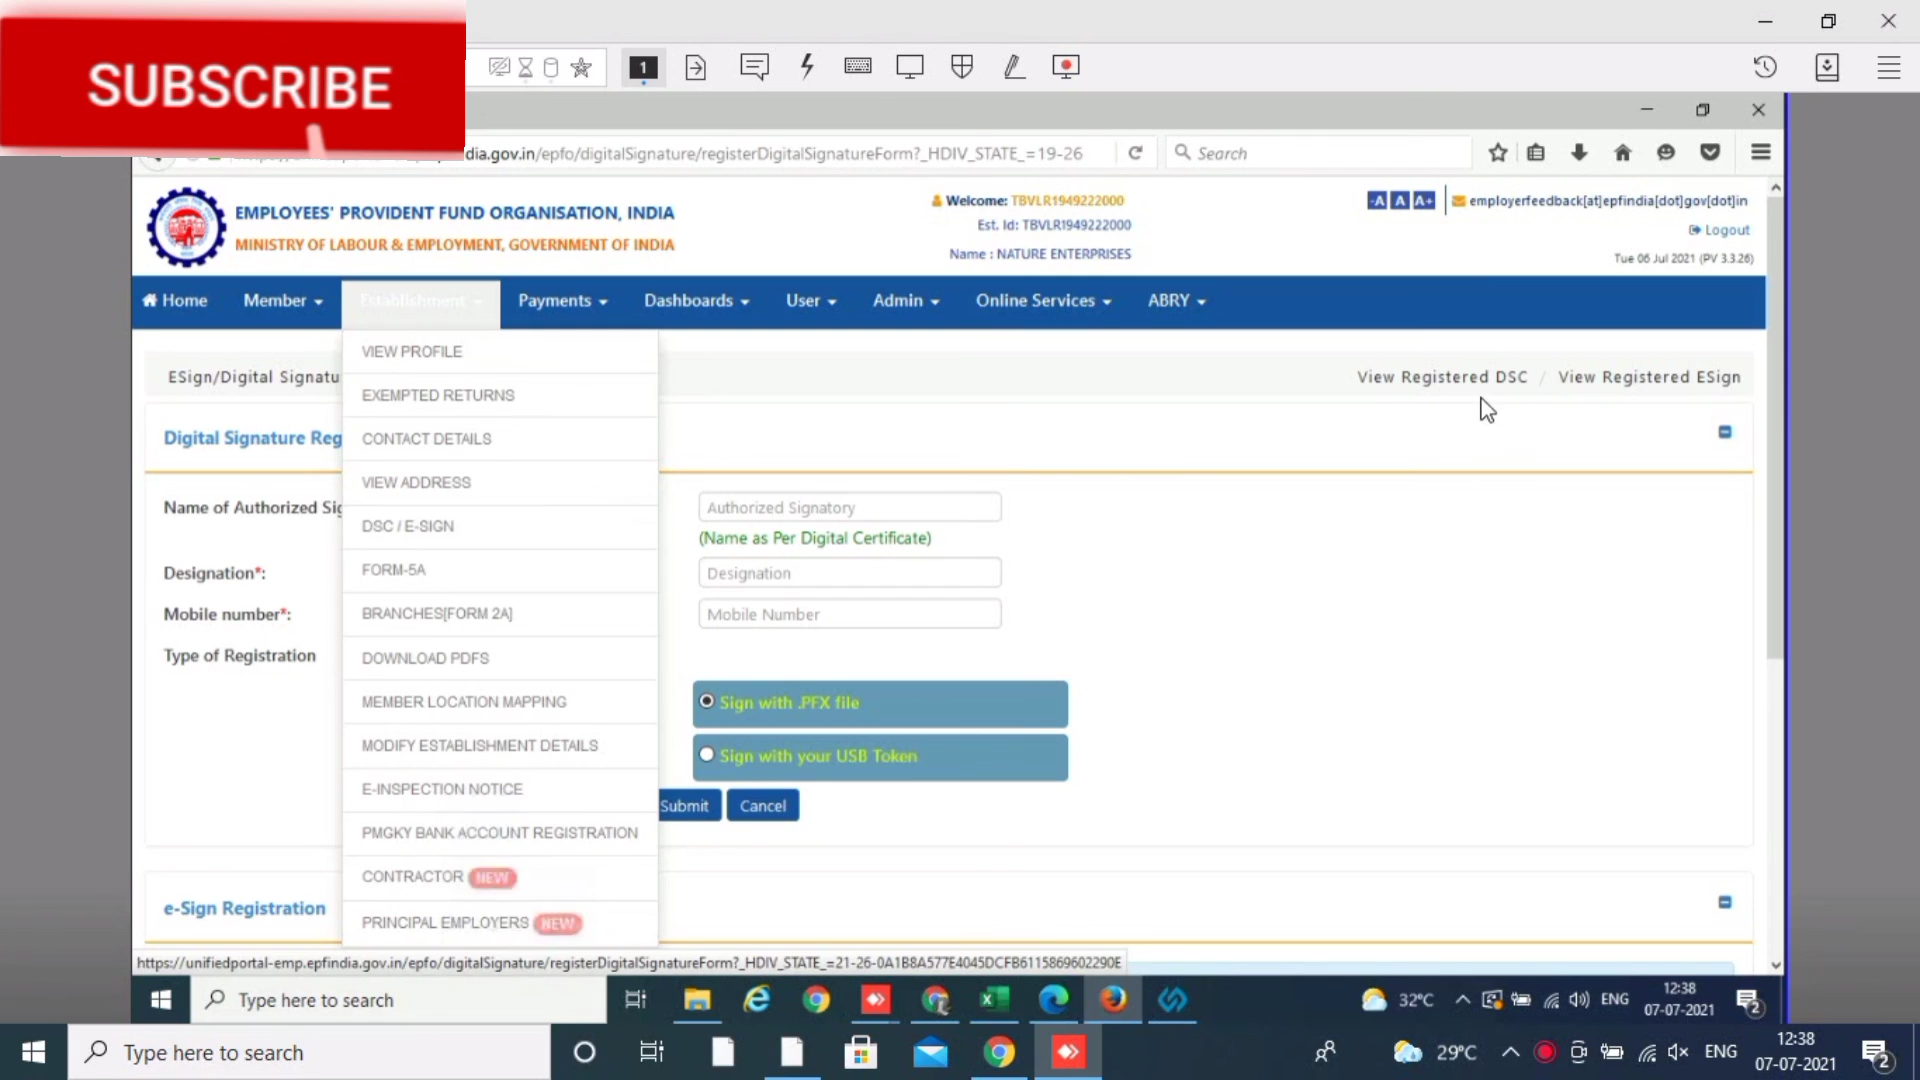 SUBSCRIBE
1
dia.gov.in/epfo/digitalSignature/registerDigitalSignatureForm?_HDIV_STATE_=19-26
Search
EMPLOYEES' PROVIDENT FUND ORGANISATION, INDIA
MINISTRY OF LABOUR & EMPLOYMENT, GOVERNMENT OF INDIA
Welcome: TBVLR1949222000
Est. Id: TBVLR1949222000
Name : NATURE ENTERPRISES
-A A A+
employerfeedback[at]epfindia[dot]gov[dot]in
Logout
Tue 06 Jul 2021 (PV 3.3.26)
Home Member Establishment Payments Dashboards User Admin Online Services ABRY
VIEW PROFILE
EXEMPTED RETURNS
CONTACT DETAILS
VIEW ADDRESS
DSC / E-SIGN
FORM-5A
BRANCHES[FORM 2A]
DOWNLOAD PDFS
MEMBER LOCATION MAPPING
MODIFY ESTABLISHMENT DETAILS
E-INSPECTION NOTICE
PMGKY BANK ACCOUNT REGISTRATION
CONTRACTOR NEW
PRINCIPAL EMPLOYERS NEW
ESign/Digital Signatu
View Registered DSC / View Registered ESign
Digital Signature Reg
Name of Authorized Sig
Authorized Signatory
(Name as Per Digital Certificate)
Designation*:
Designation
Mobile number*:
Mobile Number
Type of Registration
Sign with .PFX file
Sign with your USB Token
Submit Cancel
e-Sign Registration
https://unifiedportal-emp.epfindia.gov.in/epfo/digitalSignature/registerDigitalSignatureForm?_HDIV_STATE_=21-26-0A1B8A577E4045DCFB6115869602290E
Type here to search
32°C
ENG
12:38
07-07-2021
2
Type here to search
29°C
ENG
12:38
07-07-2021
2